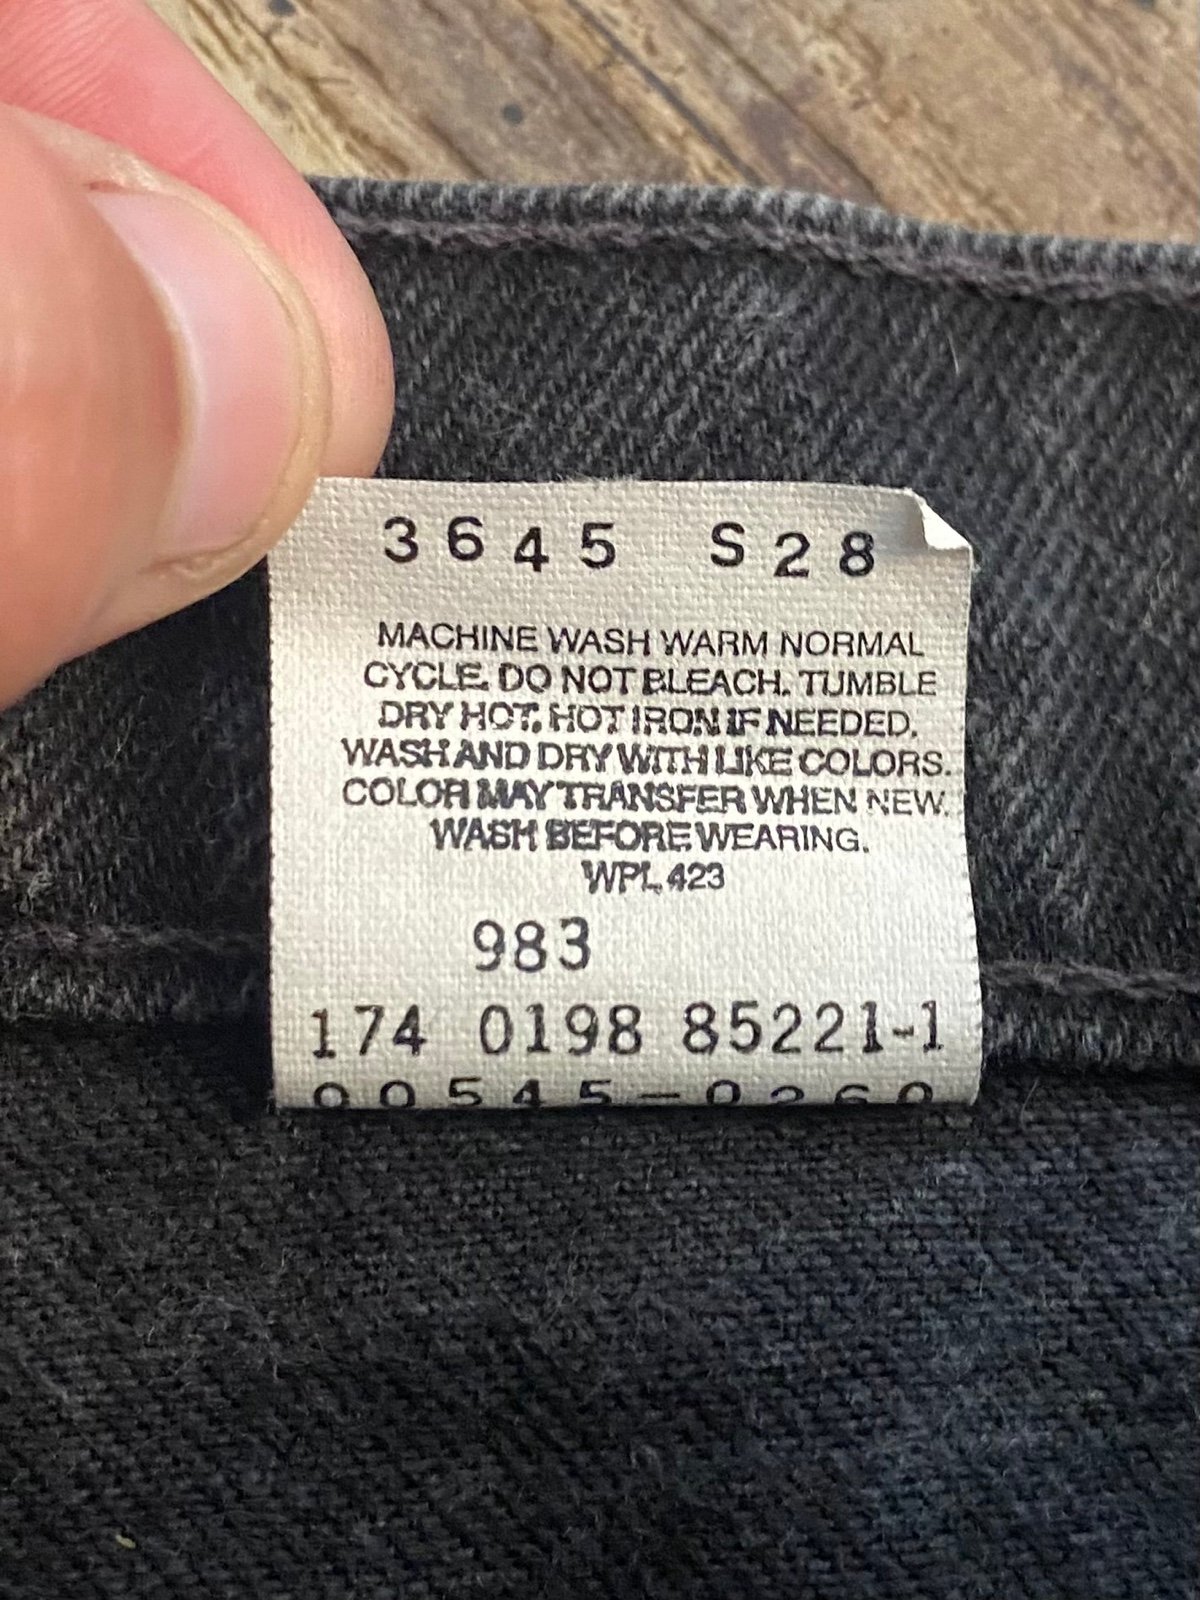 3645 S28
MACHINE WASH WARM NORMAL
CYCLE. DO NOT BLEACH. TUMBLE
DRY HOT. HOT IRON IF NEEDED.
WASH AND DRY WITH LIKE COLORS.
COLOR MAY TRANSFER WHEN NEW.
WASH BEFORE WEARING.
WPL 423
983
174 0198 85221-1
00545-0260